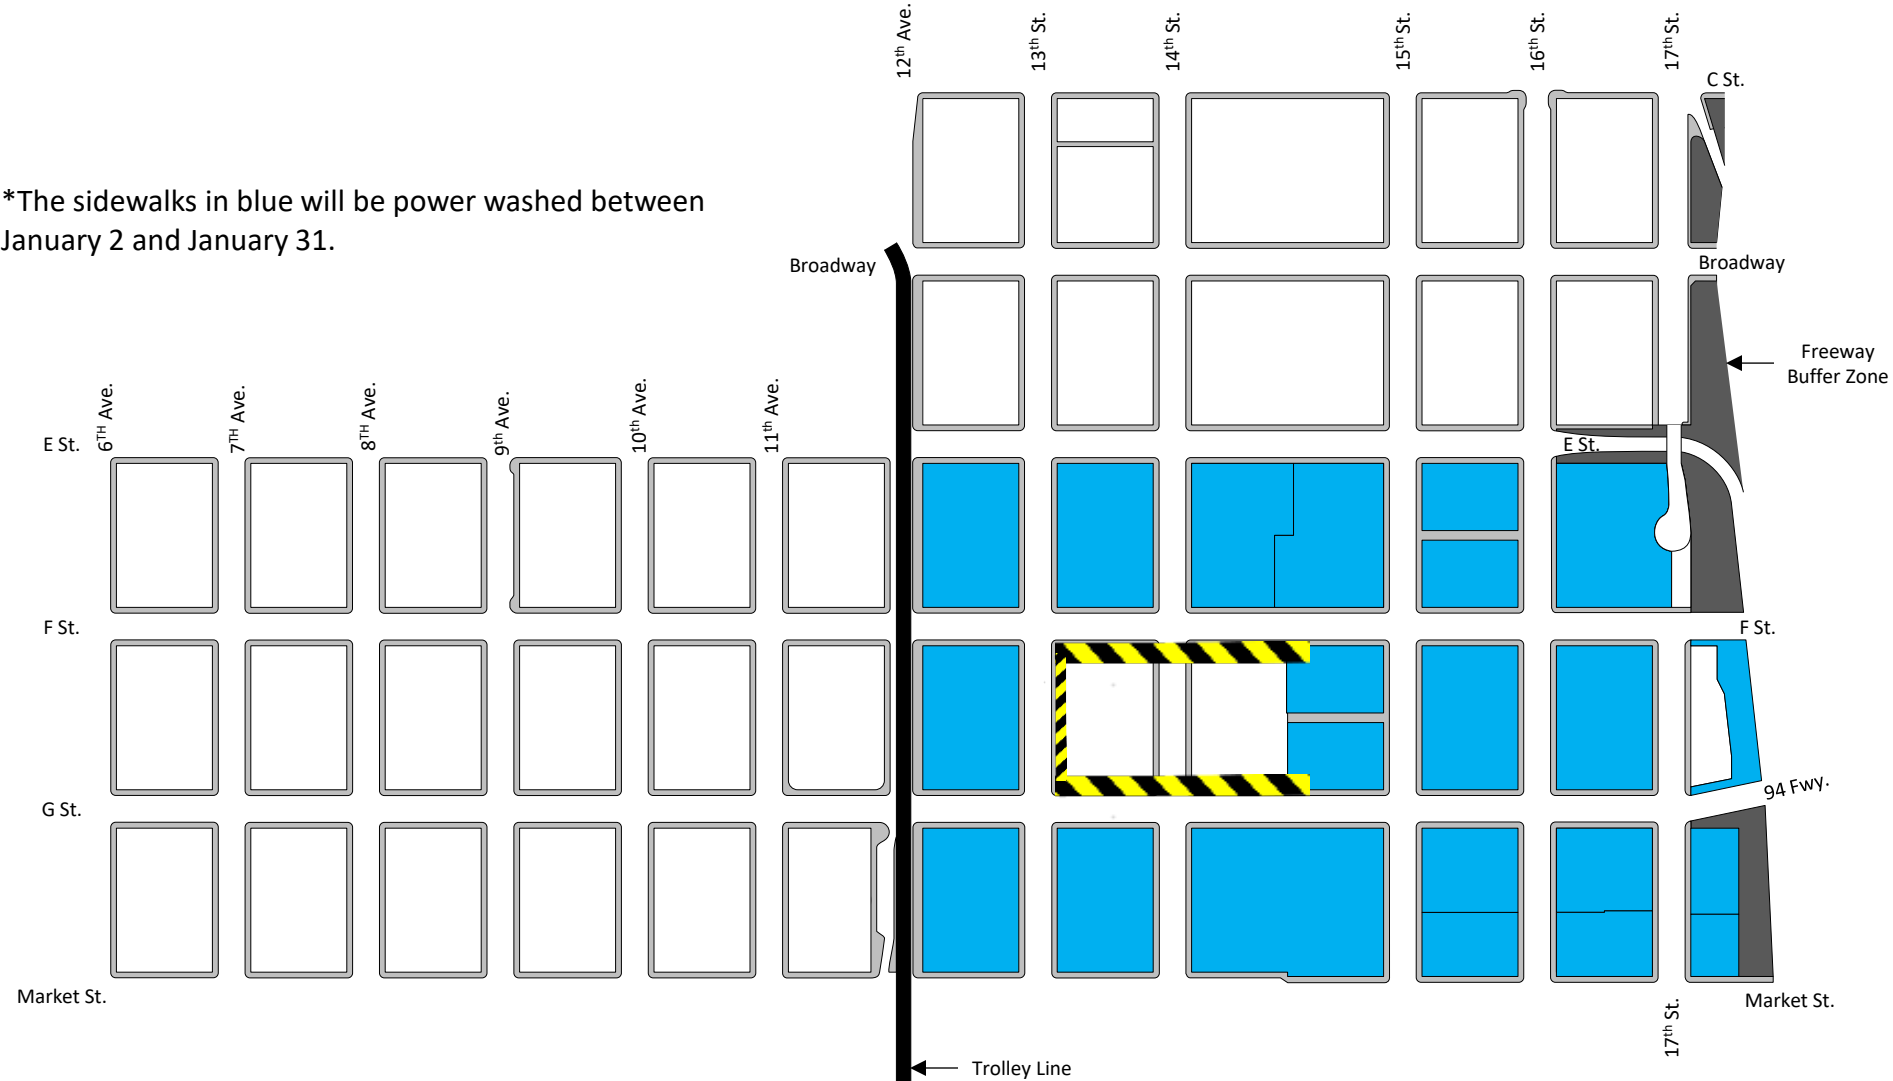 12th Ave.
13th St.
14th St.
15th St.
16th St.
17th St.
C St.
*The sidewalks in blue will be power washed between
January 2 and January 31.
Broadway
Broadway
Freeway
Buffer Zone
E St.
6TH Ave.
7TH Ave.
8TH Ave.
9th Ave.
10th Ave.
11th Ave.
E St.
F St.
F St.
G St.
94 Fwy.
Market St.
Market St.
17th St.
Trolley Line